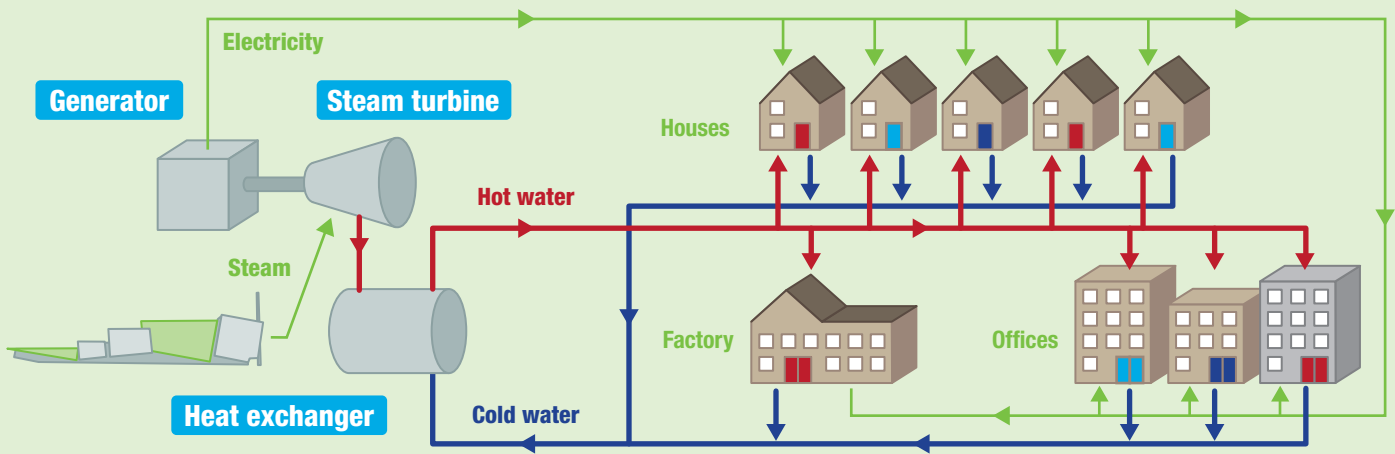 Electricity
Generator
Steam turbine
Houses
Hot water
Steam
Factory
Offices
Heat exchanger
Cold water